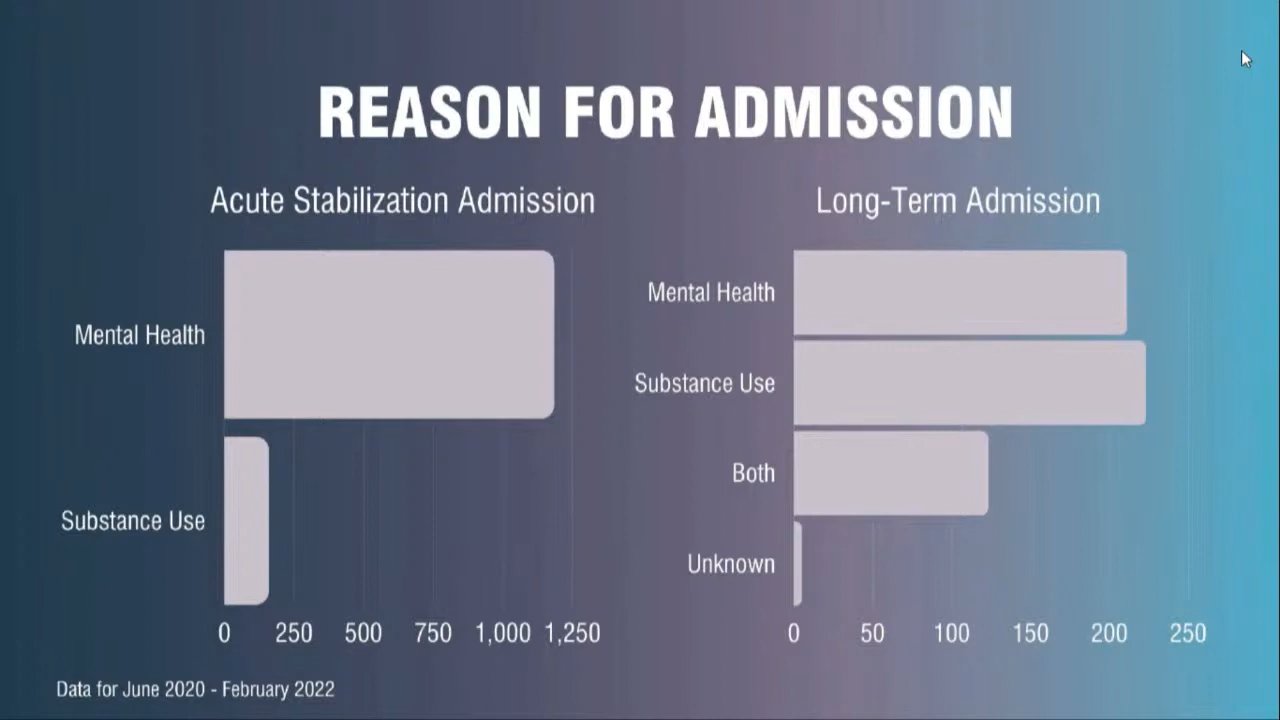 REASON FOR ADMISSION
Acute Stabilization Admission
Mental Health
Substance Use
0 250 500 750 1,000 1,250
Long-Term Admission
Mental Health
Substance Use
Both
Unknown
0 50 100 150 200 250
Data for June 2020 - February 2022